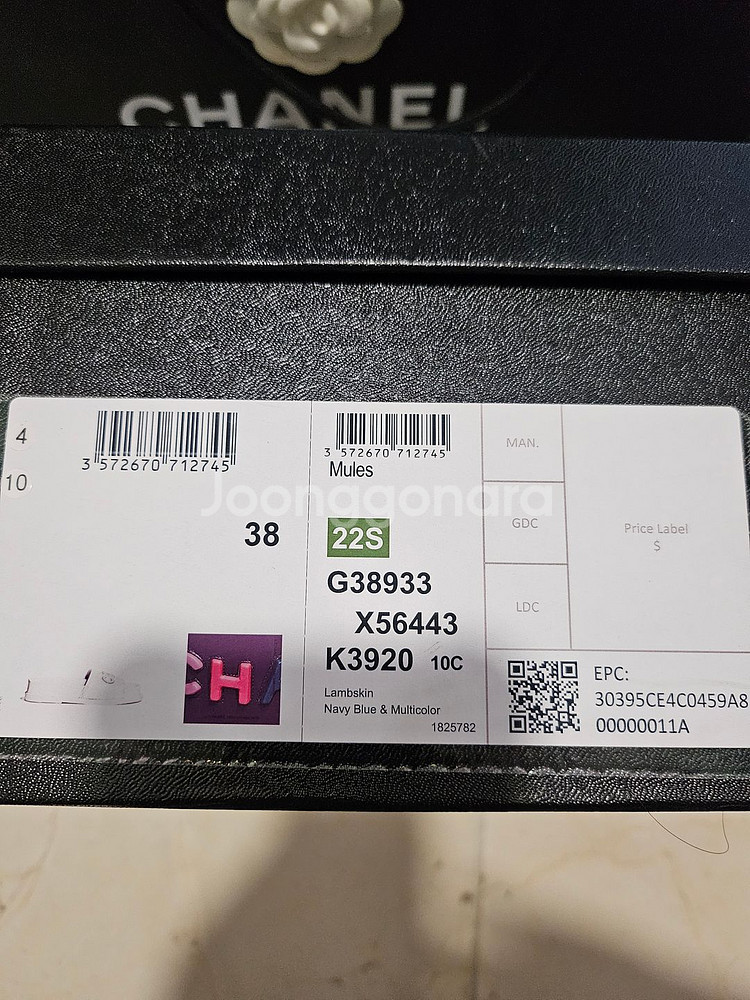 CHANEL
4
10
3 572670 712745
38
CHA
3 572670 712745
Mules
Joonggonara
22S
G38933
X56443
K3920 10C
Lambskin
Navy Blue & Multicolor
1825782
MAN.
GDC
LDC
Price Label
$
EPC:
30395CE4C0459A8
00000011A